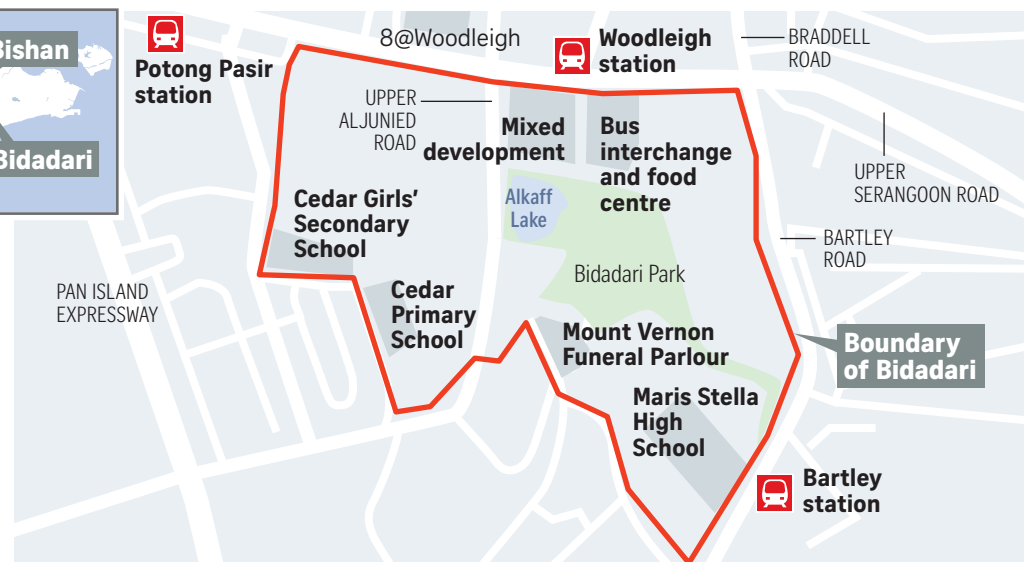 Bishan
Bidadari
Potong Pasir
station
8@Woodleigh
Woodleigh
station
BRADDELL
ROAD
UPPER
ALJUNIED
ROAD
Mixed
development
Bus
interchange
and food
centre
UPPER
SERANGOON ROAD
Cedar Girls’
Secondary
School
Alkaff
Lake
BARTLEY
ROAD
PAN ISLAND
EXPRESSWAY
Bidadari Park
Cedar
Primary
School
Mount Vernon
Funeral Parlour
Boundary
of Bidadari
Maris Stella
High
School
Bartley
station